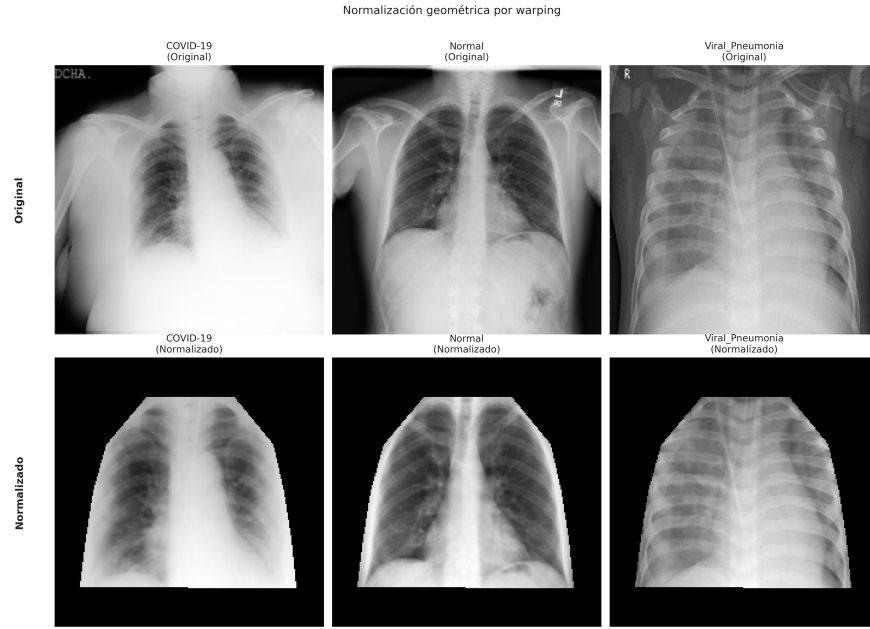 Normalización geométrica por warping
COVID-19
(Original)
Normal
(Original)
Viral_Pneumonia
(Original)
Original
DCHA.
L
R
COVID-19
(Normalizado)
Normal
(Normalizado)
Viral_Pneumonia
(Normalizado)
Normalizado